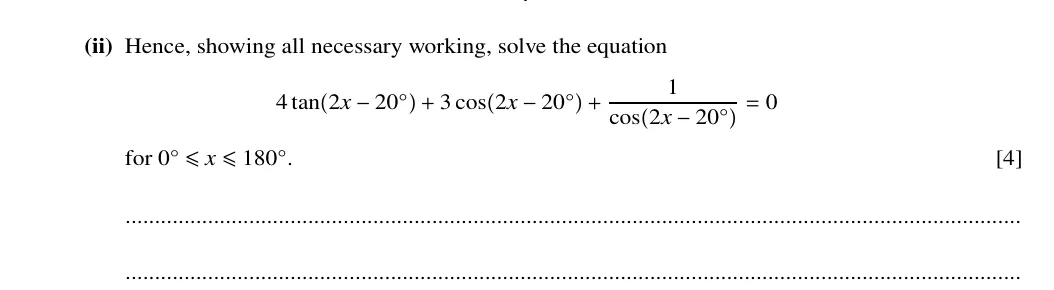 (ii) Hence, showing all necessary working, solve the equation
4 tan(2x − 20°) + 3 cos(2x − 20°) + 1/cos(2x − 20°) = 0
for 0° ⩽ x ⩽ 180°. [4]